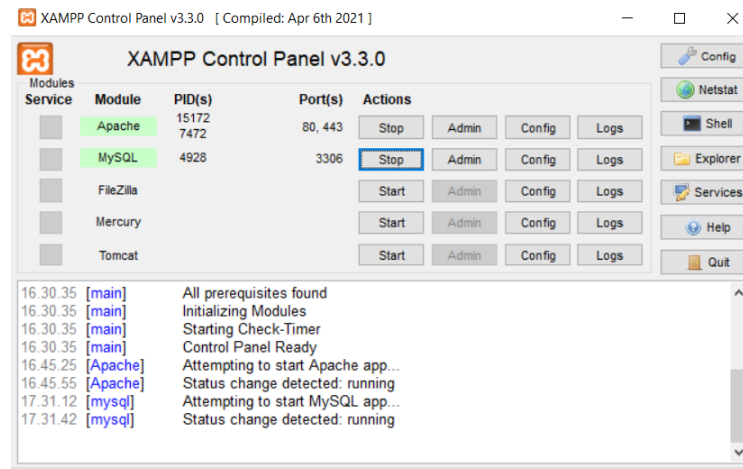 XAMPP Control Panel v3.3.0 [ Compiled: Apr 6th 2021 ]
XAMPP Control Panel v3.3.0
Config
Modules
Service Module PID(s) Port(s) Actions
Netstat
Apache 15172 7472 80, 443 Stop Admin Config Logs
Shell
MySQL 4928 3306 Stop Admin Config Logs
Explorer
FileZilla Start Admin Config Logs
Services
Mercury Start Admin Config Logs
Help
Tomcat Start Admin Config Logs
Quit
16.30.35 [main] All prerequisites found
16.30.35 [main] Initializing Modules
16.30.35 [main] Starting Check-Timer
16.30.35 [main] Control Panel Ready
16.45.25 [Apache] Attempting to start Apache app...
16.45.55 [Apache] Status change detected: running
17.31.12 [mysql] Attempting to start MySQL app...
17.31.42 [mysql] Status change detected: running